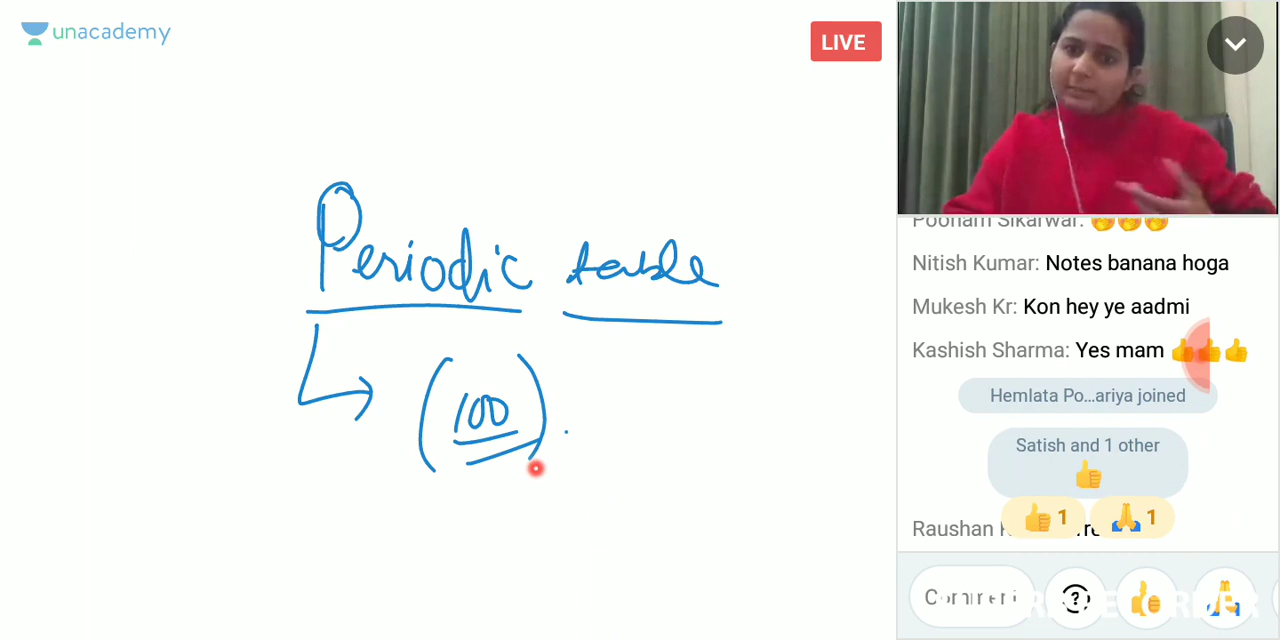 unacademy
LIVE
Periodic table
(100).
Poonam Sikarwar: 🤭🤭🤭
Nitish Kumar: Notes banana hoga
Mukesh Kr: Kon hey ye aadmi
Kashish Sharma: Yes mam 👍👍👍
Hemlata Po...ariya joined
Satish and 1 other
👍
👍 1 🙏 1
Raushan